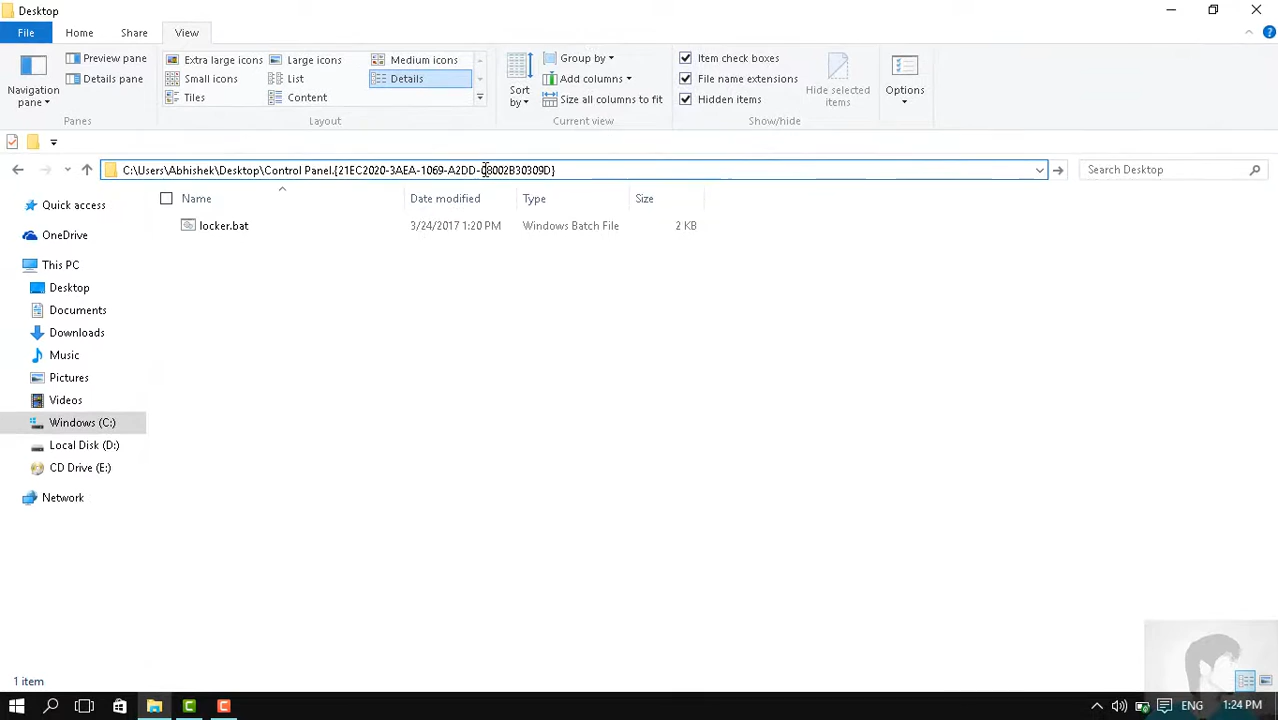 Desktop
File Home Share View
Preview pane
Details pane
Navigation pane
Panes
Extra large icons Large icons Medium icons
Small icons List Details
Tiles Content
Layout
Sort by
Group by
Add columns
Size all columns to fit
Current view
Item check boxes
File name extensions
Hidden items
Hide selected items
Show/hide
Options
C:\Users\Abhishek\Desktop\Control Panel.{21EC2020-3AEA-1069-A2DD-08002B30309D}
Search Desktop
Name Date modified Type Size
locker.bat 3/24/2017 1:20 PM Windows Batch File 2 KB
Quick access
OneDrive
This PC
Desktop
Documents
Downloads
Music
Pictures
Videos
Windows (C:)
Local Disk (D:)
CD Drive (E:)
Network
1 item
ENG 1:24 PM